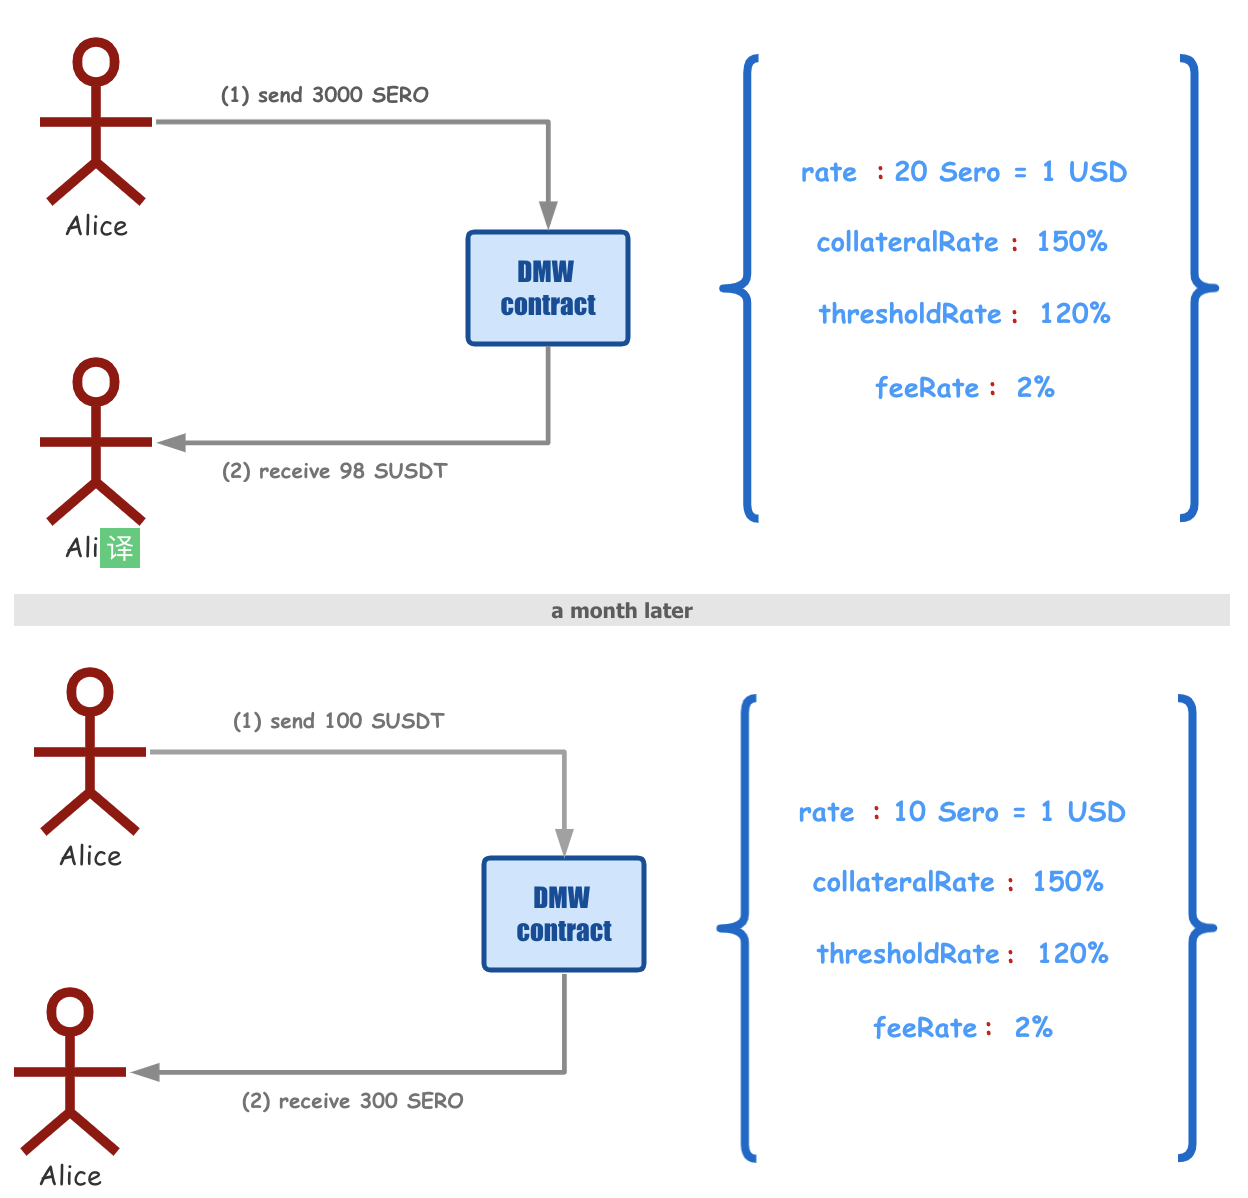 (1) send 3000 SERO
Alice
DMW
contract
rate : 20 Sero = 1 USD
collateralRate : 150%
thresholdRate : 120%
feeRate : 2%
(2) receive 98 SUSDT
Ali
译
a month later
(1) send 100 SUSDT
Alice
DMW
contract
rate : 10 Sero = 1 USD
collateralRate : 150%
thresholdRate : 120%
feeRate : 2%
(2) receive 300 SERO
Alice